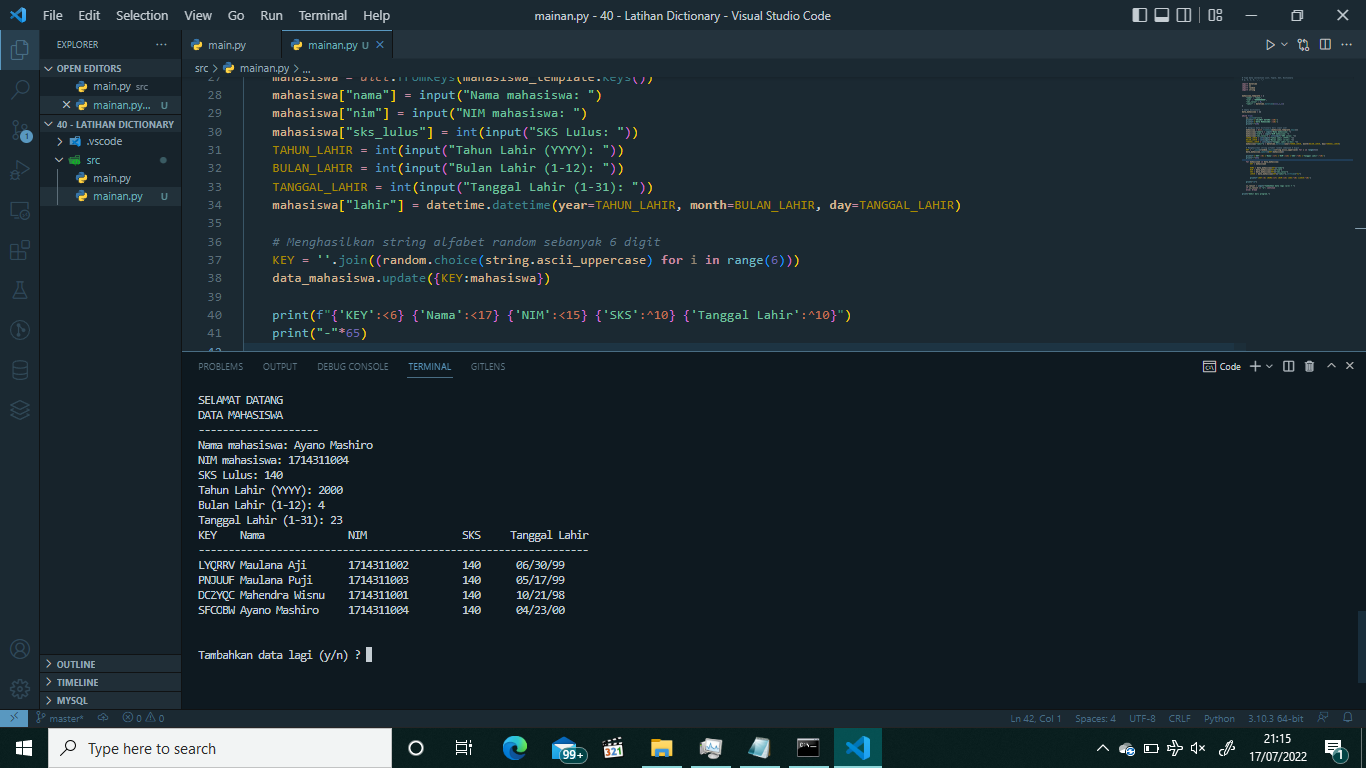 File Edit Selection View Go Run Terminal Help
mainan.py - 40 - Latihan Dictionary - Visual Studio Code
EXPLORER
OPEN EDITORS
main.py src
mainan.py... U
40 - LATIHAN DICTIONARY
.vscode
src
main.py
mainan.py U
OUTLINE
TIMELINE
MYSQL
main.py
mainan.py U
src > mainan.py > ...
27 mahasiswa = dict.fromkeys(mahasiswa_template.keys())
28 mahasiswa["nama"] = input("Nama mahasiswa: ")
29 mahasiswa["nim"] = input("NIM mahasiswa: ")
30 mahasiswa["sks_lulus"] = int(input("SKS Lulus: "))
31 TAHUN_LAHIR = int(input("Tahun Lahir (YYYY): "))
32 BULAN_LAHIR = int(input("Bulan Lahir (1-12): "))
33 TANGGAL_LAHIR = int(input("Tanggal Lahir (1-31): "))
34 mahasiswa["lahir"] = datetime.datetime(year=TAHUN_LAHIR, month=BULAN_LAHIR, day=TANGGAL_LAHIR)
35
36 # Menghasilkan string alfabet random sebanyak 6 digit
37 KEY = ''.join((random.choice(string.ascii_uppercase) for i in range(6)))
38 data_mahasiswa.update({KEY:mahasiswa})
39
40 print(f"{'KEY':<6} {'Nama':<17} {'NIM':<15} {'SKS':^10} {'Tanggal Lahir':^10}")
41 print("-"*65)
42
PROBLEMS OUTPUT DEBUG CONSOLE TERMINAL GITLENS
Code
SELAMAT DATANG
DATA MAHASISWA
--------------------
Nama mahasiswa: Ayano Mashiro
NIM mahasiswa: 1714311004
SKS Lulus: 140
Tahun Lahir (YYYY): 2000
Bulan Lahir (1-12): 4
Tanggal Lahir (1-31): 23
KEY Nama NIM SKS Tanggal Lahir
-----------------------------------------------------------------
LYQRRV Maulana Aji 1714311002 140 06/30/99
PNJUUF Maulana Puji 1714311003 140 05/17/99
DCZYQC Mahendra Wisnu 1714311001 140 10/21/98
SFCOBW Ayano Mashiro 1714311004 140 04/23/00
Tambahkan data lagi (y/n) ?
1
master* 0 0
Ln 42, Col 1 Spaces: 4 UTF-8 CRLF Python 3.10.3 64-bit
Type here to search
99+
321
21:15
17/07/2022
1